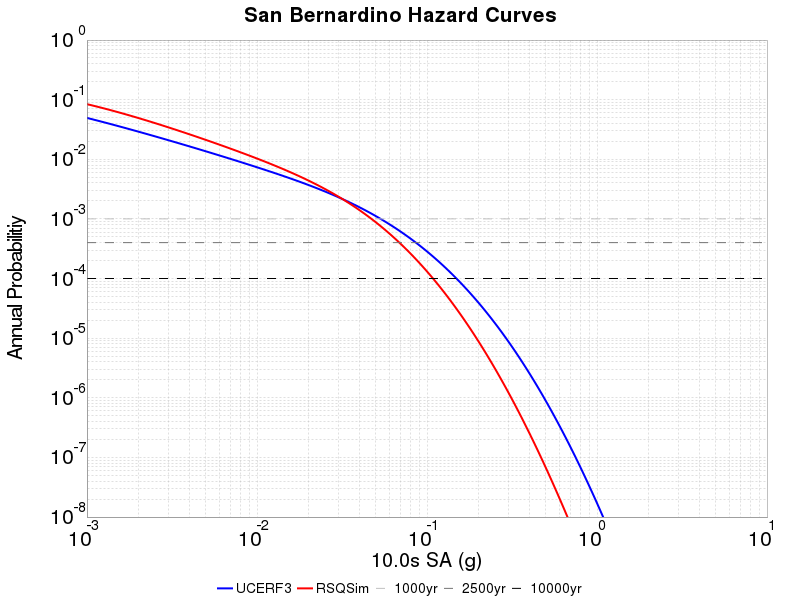 San Bernardino Hazard Curves
Annual Probability
10^0
10^-1
10^-2
10^-3
10^-4
10^-5
10^-6
10^-7
10^-8
10^-3 10^-2 10^-1 10^0 10^1
10.0s SA (g)
UCERF3 RSQSim 1000yr 2500yr 10000yr